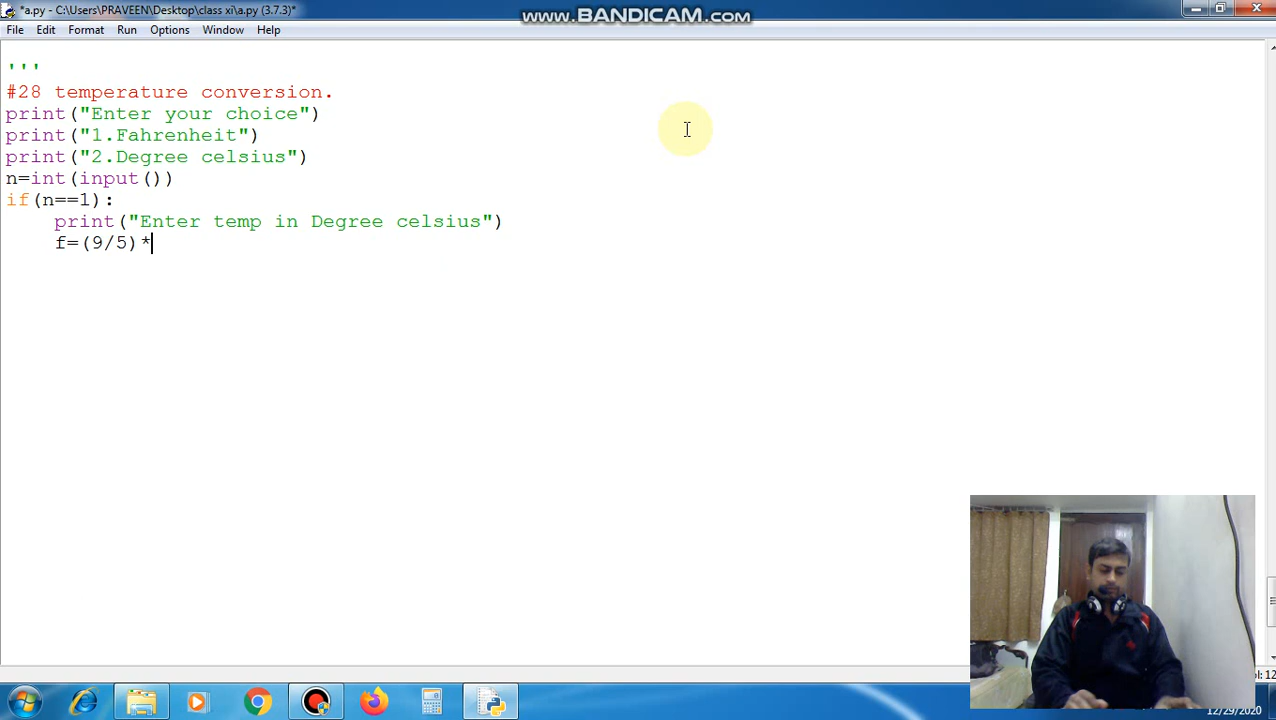 *a.py - C:\Users\PRAVEEN\Desktop\class xi\a.py (3.7.3)*
www.BANDICAM.com
File Edit Format Run Options Window Help
'''
#28 temperature conversion.
print("Enter your choice")
print("1.Fahrenheit")
print("2.Degree celsius")
n=int(input())
if(n==1):
    print("Enter temp in Degree celsius")
    f=(9/5)*
12/29/2020